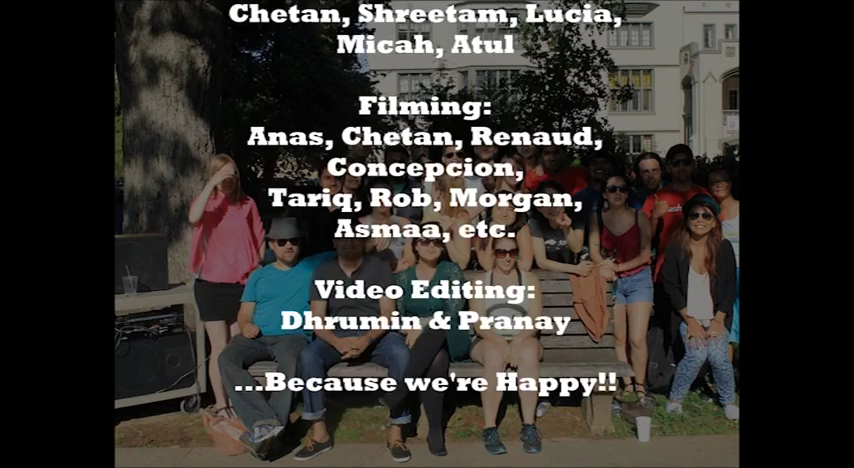 Chetan, Shreetam, Lucia,
Micah, Atul
Filming:
Anas, Chetan, Renaud,
Concepcion,
Tariq, Rob, Morgan,
Asmaa, etc.
Video Editing:
Dhrumin & Pranay
...Because we're Happy!!